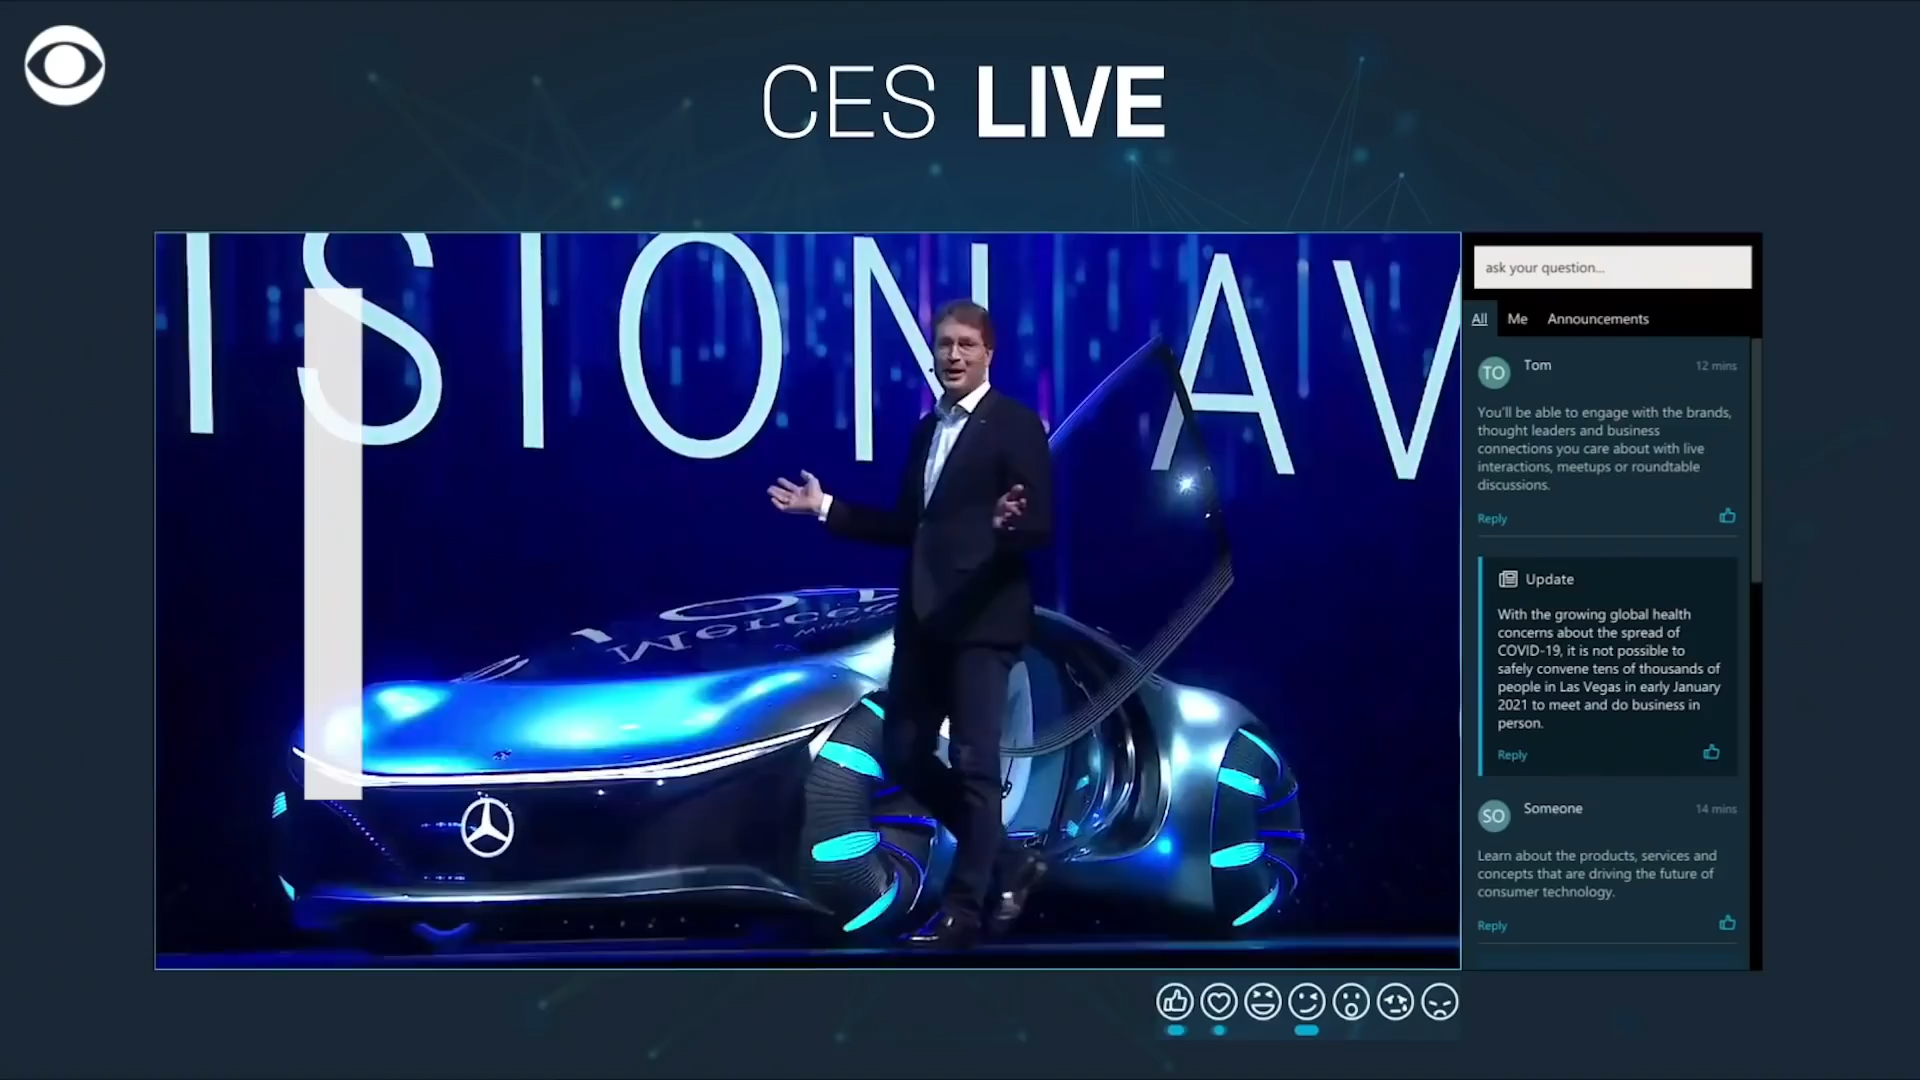 CES LIVE
ISION AV
Merce
ask your question...
All Me Announcements
TO Tom 12 mins
You'll be able to engage with the brands,
thought leaders and business
connections you care about with live
interactions, meetups or roundtable
discussions.
Reply
Update
With the growing global health
concerns about the spread of
COVID-19, it is not possible to
safely convene tens of thousands of
people in Las Vegas in early January
2021 to meet and do business in
person.
Reply
SO Someone 14 mins
Learn about the products, services and
concepts that are driving the future of
consumer technology.
Reply